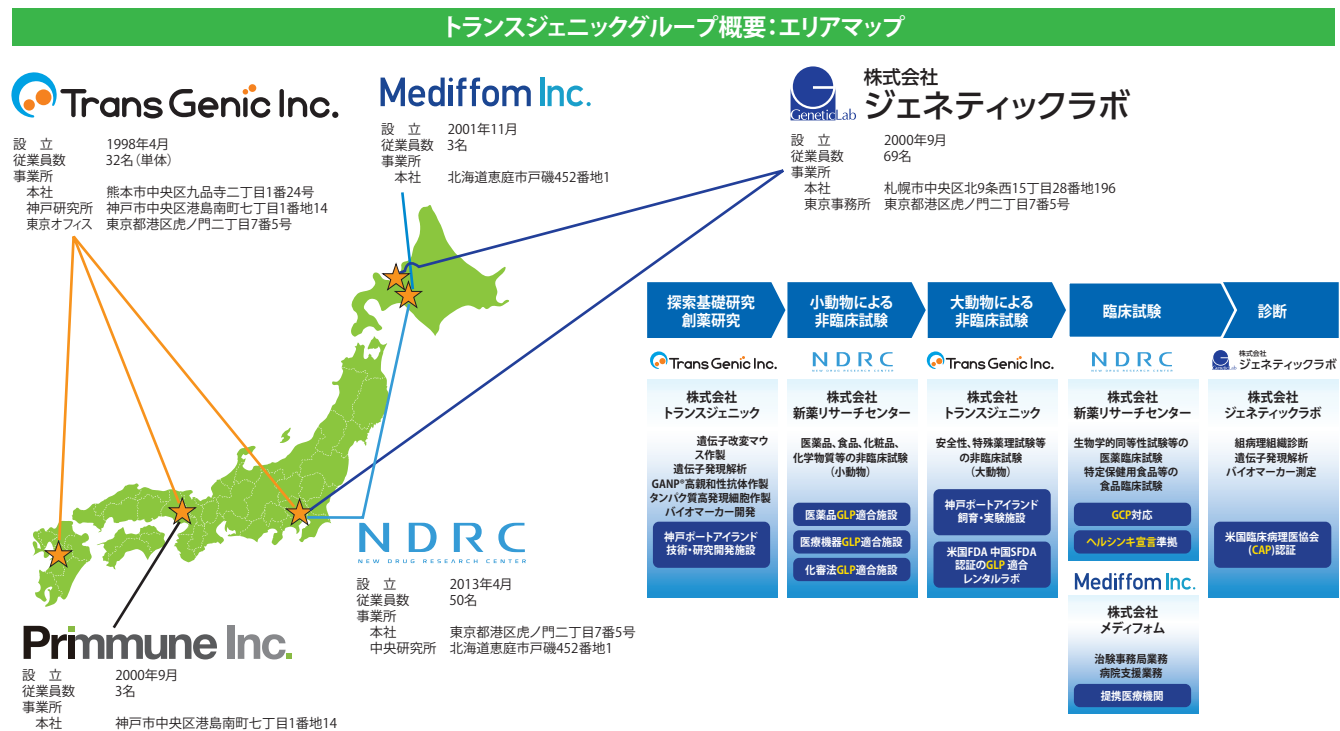 トランスジェニックグループ概要：エリアマップ
Trans Genic Inc.
設　立　1998年4月
従業員数　32名（単体）
事業所
本社　熊本市中央区九品寺二丁目1番24号
神戸研究所　神戸市中央区港島南町七丁目1番地14
東京オフィス　東京都港区虎ノ門二丁目7番5号
Mediffom Inc.
設　立　2001年11月
従業員数　3名
事業所
本社　北海道恵庭市戸磯452番地1
GeneticLab
株式会社
ジェネティックラボ
設　立　2000年9月
従業員数　69名
事業所
本社　札幌市中央区北9条西15丁目28番地196
東京事務所　東京都港区虎ノ門二丁目7番5号
NDRC
NEW DRUG RESEARCH CENTER
設　立　2013年4月
従業員数　50名
事業所
本社　東京都港区虎ノ門二丁目7番5号
中央研究所　北海道恵庭市戸磯452番地1
Primmune Inc.
設　立　2000年9月
従業員数　3名
事業所
本社　神戸市中央区港島南町七丁目1番地14
探索基礎研究
創薬研究
Trans Genic Inc.
株式会社
トランスジェニック
遺伝子改変マウ
ス作製
遺伝子発現解析
GANP®高親和性抗体作製
タンパク質高発現細胞作製
バイオマーカー開発
神戸ポートアイランド
技術・研究開発施設
小動物による
非臨床試験
NDRC
NEW DRUG RESEARCH CENTER
株式会社
新薬リサーチセンター
医薬品、食品、化粧品、
化学物質等の非臨床試験
（小動物）
医薬品GLP適合施設
医療機器GLP適合施設
化審法GLP適合施設
大動物による
非臨床試験
Trans Genic Inc.
株式会社
トランスジェニック
安全性、特殊薬理試験等
の非臨床試験
（大動物）
神戸ポートアイランド
飼育・実験施設
米国FDA 中国SFDA
認証のGLP 適合
レンタルラボ
臨床試験
NDRC
NEW DRUG RESEARCH CENTER
株式会社
新薬リサーチセンター
生物学的同等性試験等の
医薬臨床試験
特定保健用食品等の
食品臨床試験
GCP対応
ヘルシンキ宣言準拠
Mediffom Inc.
株式会社
メディフォム
治験事務局業務
病院支援業務
提携医療機関
診断
GeneticLab
株式会社
ジェネティックラボ
株式会社
ジェネティックラボ
組病理組織診断
遺伝子発現解析
バイオマーカー測定
米国臨床病理医協会
(CAP)認証